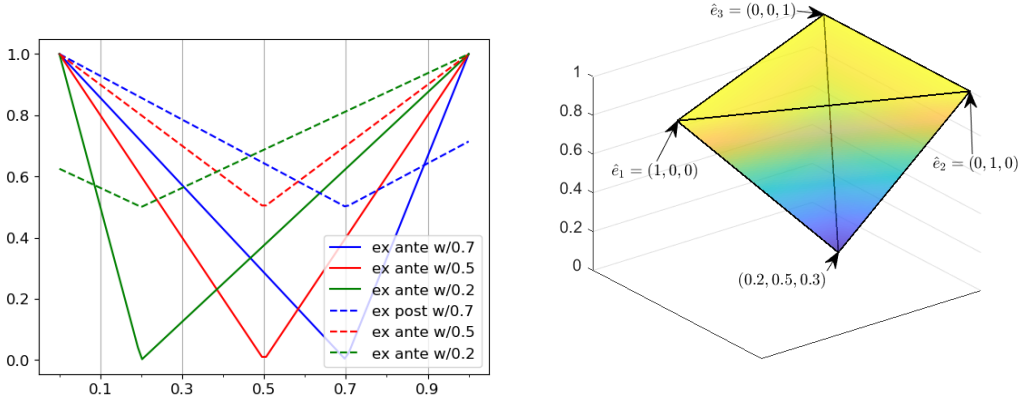 1.0
0.8
0.6
0.4
0.2
0.0
0.1
0.3
0.5
0.7
0.9
ex ante w/0.7
ex ante w/0.5
ex ante w/0.2
ex post w/0.7
ex ante w/0.5
ex ante w/0.2
ê₃ = (0, 0, 1)
1
0.8
0.6
0.4
0.2
0
ê₁ = (1, 0, 0)
ê₂ = (0, 1, 0)
(0.2, 0.5, 0.3)